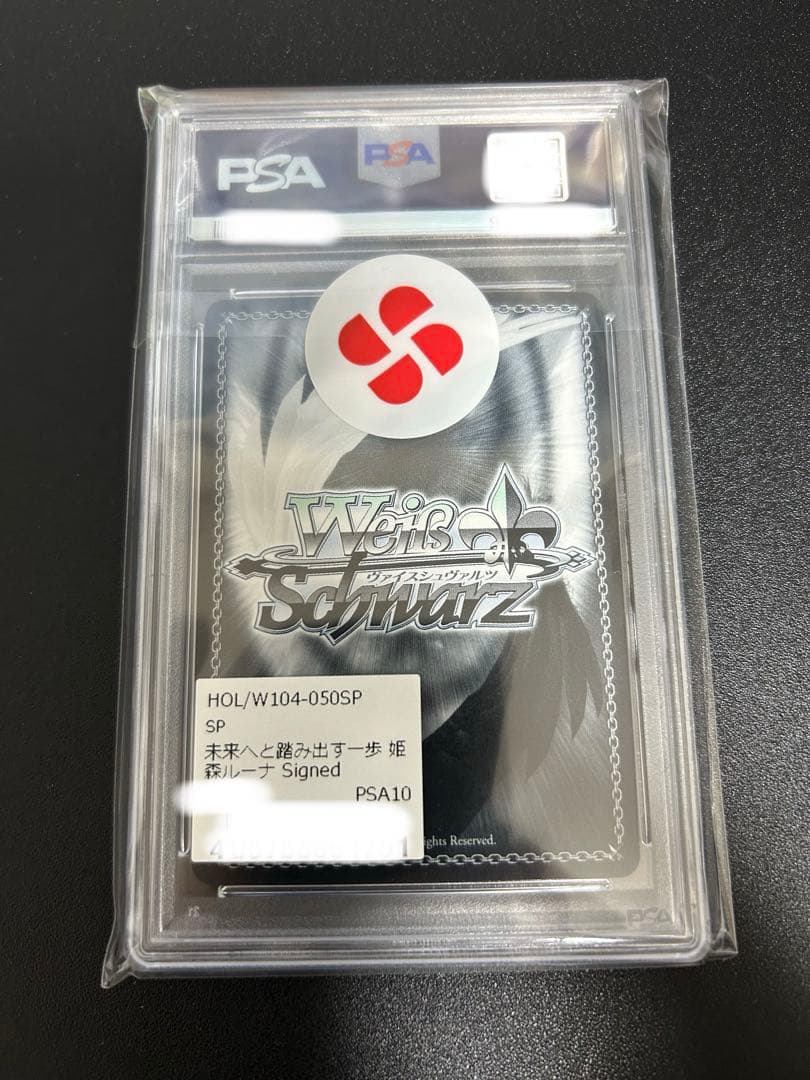 PSA
PSA
Weiß
ヴァイスシュヴァルツ
Schwarz
HOL/W104-050SP
SP
未来へと踏み出す一歩 姫
森ルーナ Signed
PSA10
ights Reserved.
PSA